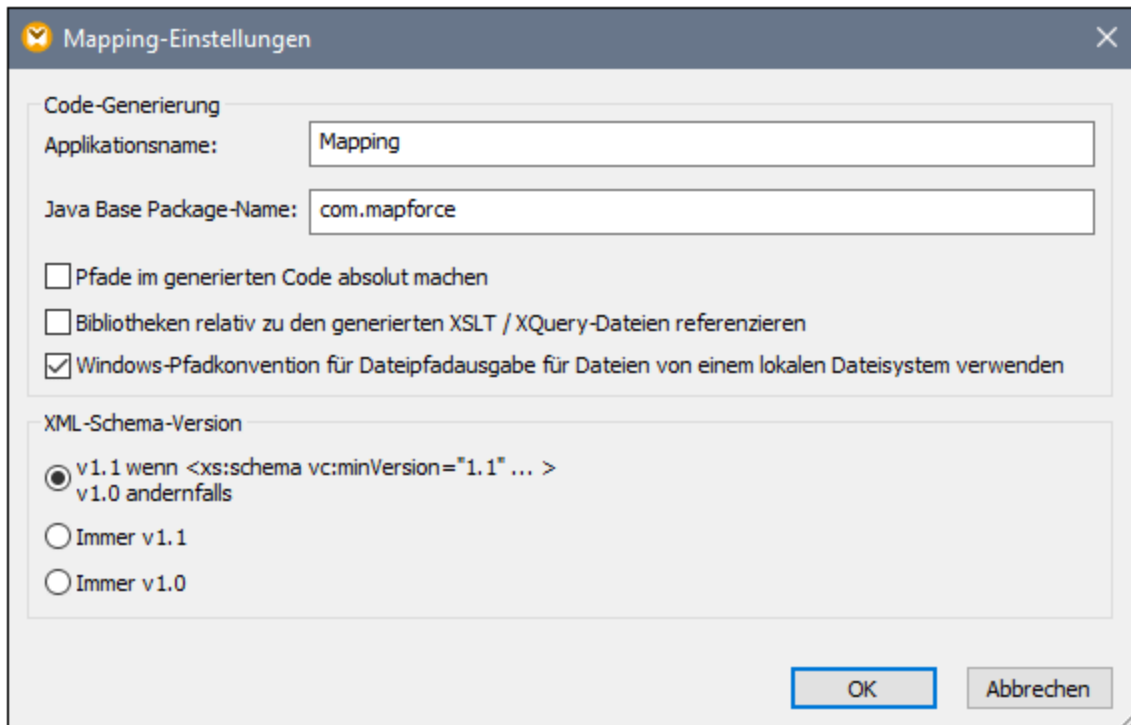 Mapping-Einstellungen
Code-Generierung
Applikationsname:
Mapping
Java Base Package-Name:
com.mapforce
Pfade im generierten Code absolut machen
Bibliotheken relativ zu den generierten XSLT / XQuery-Dateien referenzieren
Windows-Pfadkonvention für Dateipfadausgabe für Dateien von einem lokalen Dateisystem verwenden
XML-Schema-Version
v1.1 wenn <xs:schema vc:minVersion="1.1" ... >
v1.0 andernfalls
Immer v1.1
Immer v1.0
OK
Abbrechen